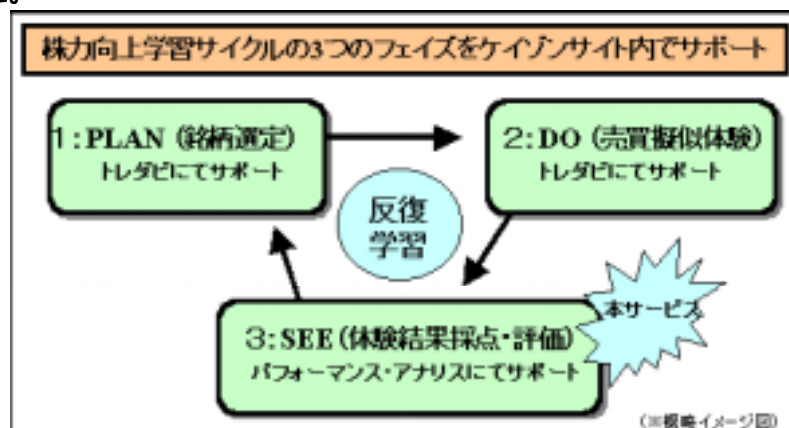 株力向上学習サイクルの3つのフェイズをケイゾンサイト内でサポート
1:PLAN（銘柄選定）
トレダビにてサポート
2:DO（売買擬似体験）
トレダビにてサポート
反復
学習
本サービス
3:SEE（体験結果採点・評価）
パフォーマンス・アナリスにてサポート
（※概略イメージ図）